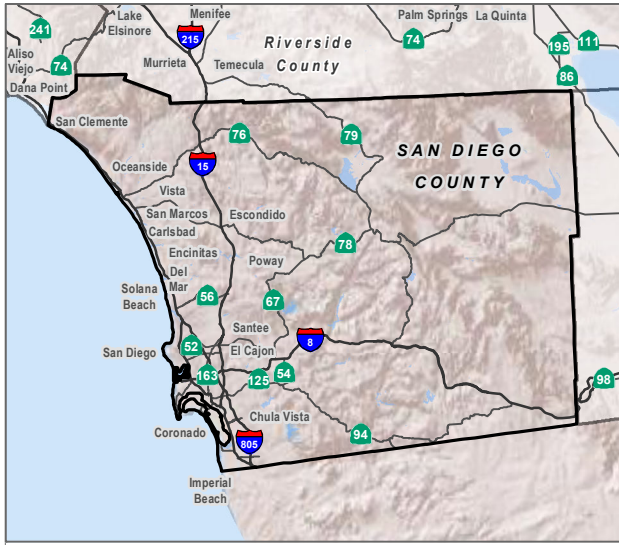 241
Lake
Elsinore
Menifee
215
Palm Springs
La Quinta
Aliso
Viejo
74
Riverside
County
74
195
111
Dana Point
Murrieta
Temecula
86
San Clemente
76
79
SAN DIEGO
COUNTY
Oceanside
15
Vista
San Marcos
Escondido
Carlsbad
78
Encinitas
Poway
Del
Mar
Solana
Beach
56
67
Santee
San Diego
52
El Cajon
8
163
125
54
98
Chula Vista
Coronado
94
805
Imperial
Beach